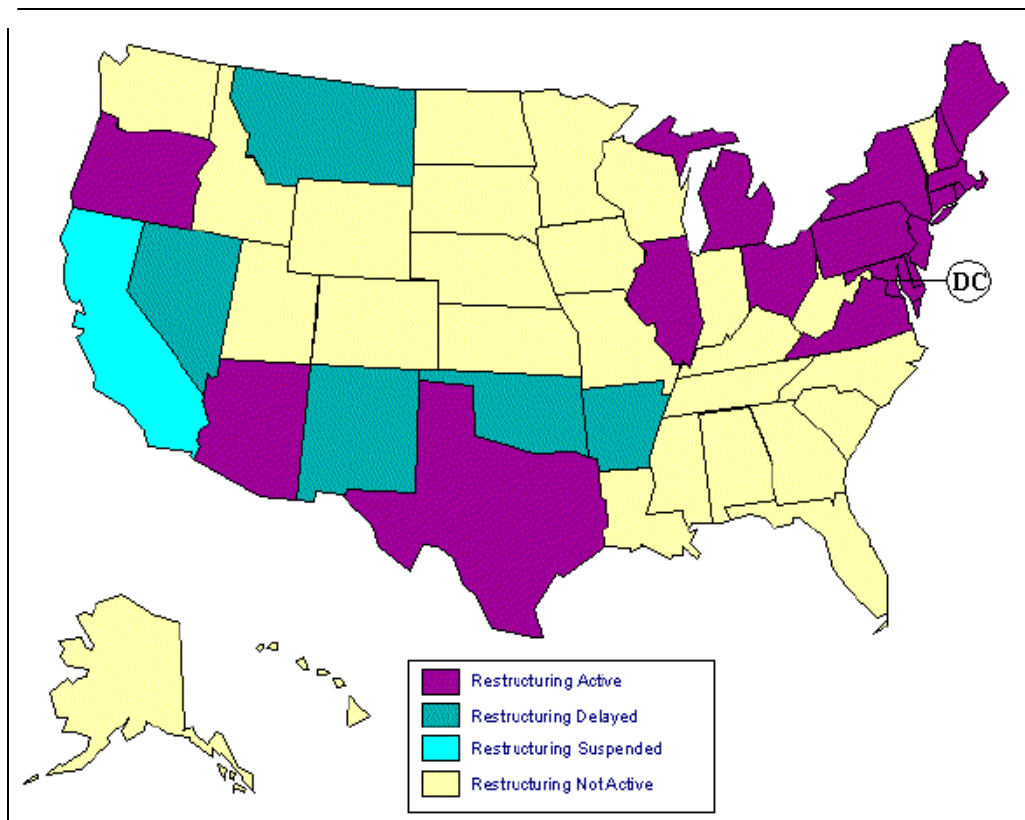 DC
Restructuring Active
Restructuring Delayed
Restructuring Suspended
Restructuring Not Active